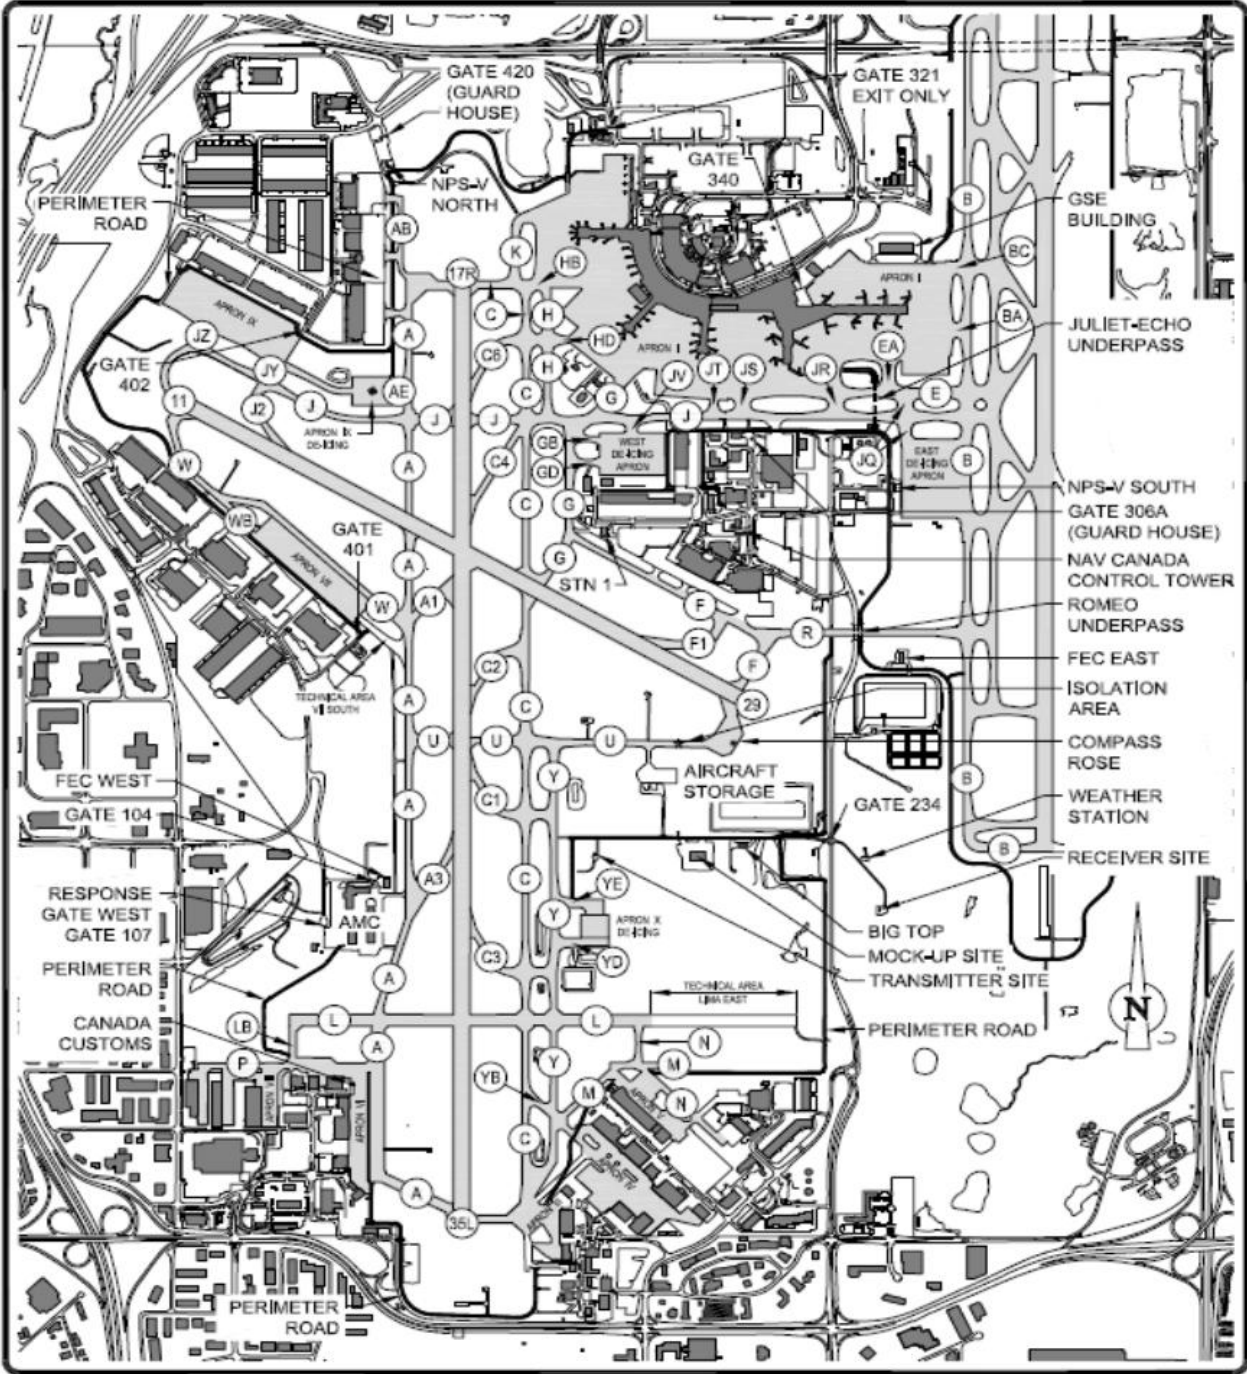 GATE 420
(GUARD
HOUSE)
GATE 321
EXIT ONLY
GATE
340
NPS-V
NORTH
PERIMETER
ROAD
GSE
BUILDING
B
AB
K
HB
17R
BC
APRON I
APRON IX
C
H
BA
JULIET-ECHO
UNDERPASS
JZ
A
HD
APRON I
C6
EA
GATE
402
JY
H
JV
JT
JS
JR
AE
C
G
E
11
J2
J
J
J
J
APRON IX
DE-ICING
GB
WEST
DE-ICING
APRON
EAST
DE-ICING
APRON
W
A
C4
GD
JQ
B
NPS-V SOUTH
C
G
GATE 306A
(GUARD HOUSE)
WB
GATE
401
NAV CANADA
CONTROL TOWER
APRON VII
A
G
STN 1
W
A1
F
ROMEO
UNDERPASS
R
F1
FEC EAST
C2
F
TECHNICAL AREA
VII SOUTH
A
C
29
ISOLATION
AREA
U
U
U
COMPASS
ROSE
FEC WEST
Y
AIRCRAFT
STORAGE
B
GATE 104
A
C1
GATE 234
WEATHER
STATION
B
RECEIVER SITE
A3
C
YE
RESPONSE
GATE WEST
GATE 107
AMC
Y
APRON X
DE-ICING
BIG TOP
C3
YD
MOCK-UP SITE
PERIMETER
ROAD
A
TRANSMITTER SITE
TECHNICAL AREA
LIMA EAST
N
CANADA
CUSTOMS
LB
L
L
PERIMETER ROAD
A
N
P
Y
M
YB
M
N
APRON VI
C
A
35L
PERIMETER
ROAD